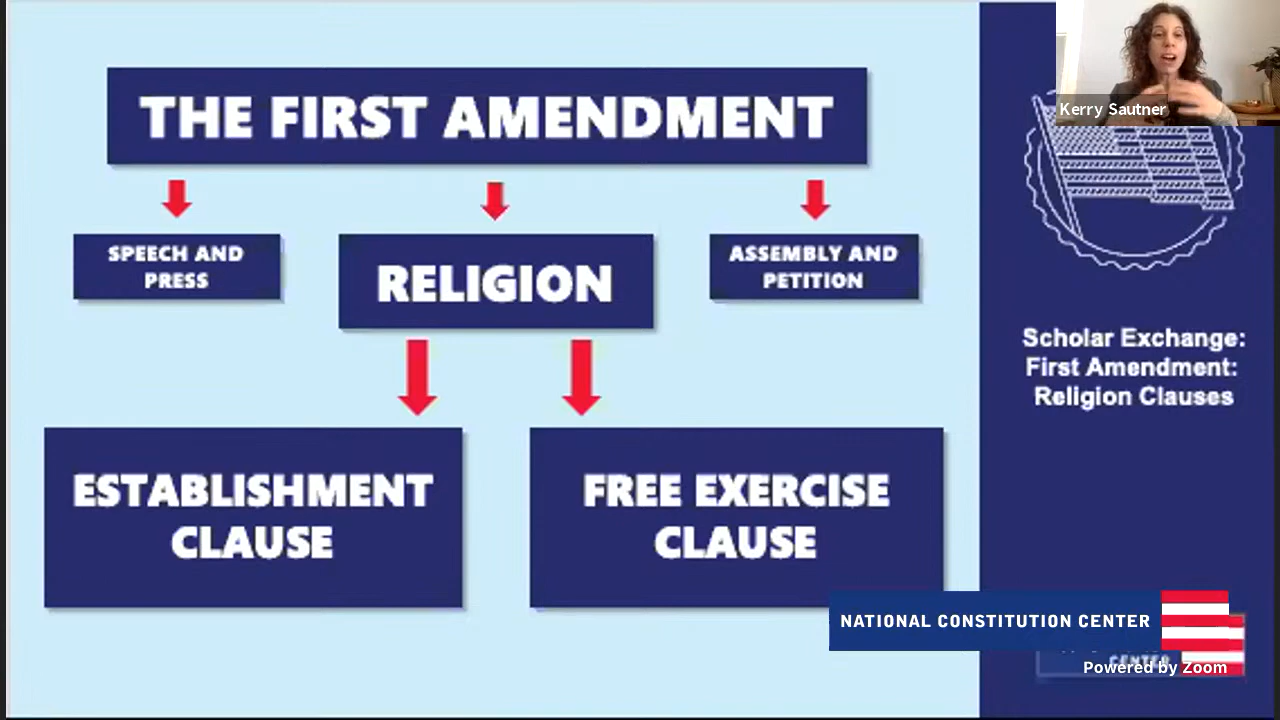 THE FIRST AMENDMENT
SPEECH AND
PRESS
RELIGION
ASSEMBLY AND
PETITION
ESTABLISHMENT
CLAUSE
FREE EXERCISE
CLAUSE
Kerry Sautner
Scholar Exchange:
First Amendment:
Religion Clauses
NATIONAL CONSTITUTION CENTER
CENTER
Powered by Zoom